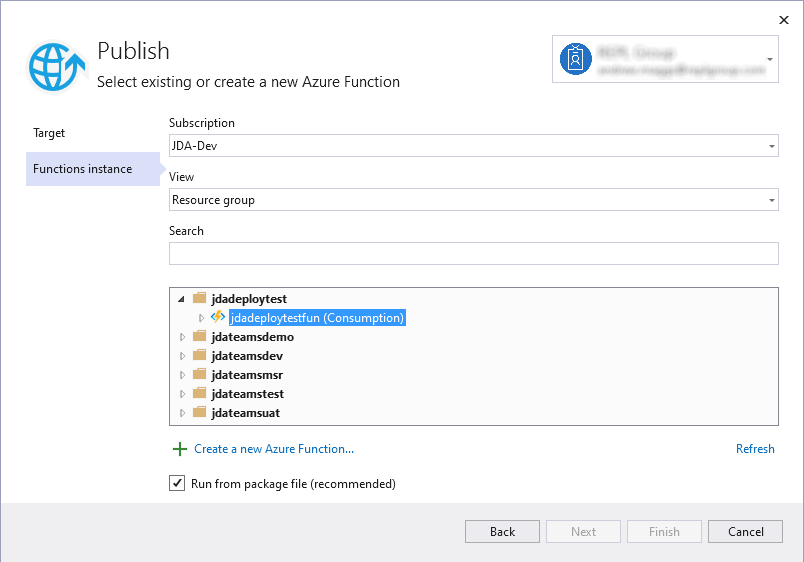 Publish
Select existing or create a new Azure Function
Target
Functions instance
Subscription
JDA-Dev
View
Resource group
Search
jdadeploytest
jdadeploytestfun (Consumption)
jdateamsdemo
jdateamsdev
jdateamsmsr
jdateamstest
jdateamsuat
Create a new Azure Function...
Refresh
Run from package file (recommended)
Back
Next
Finish
Cancel